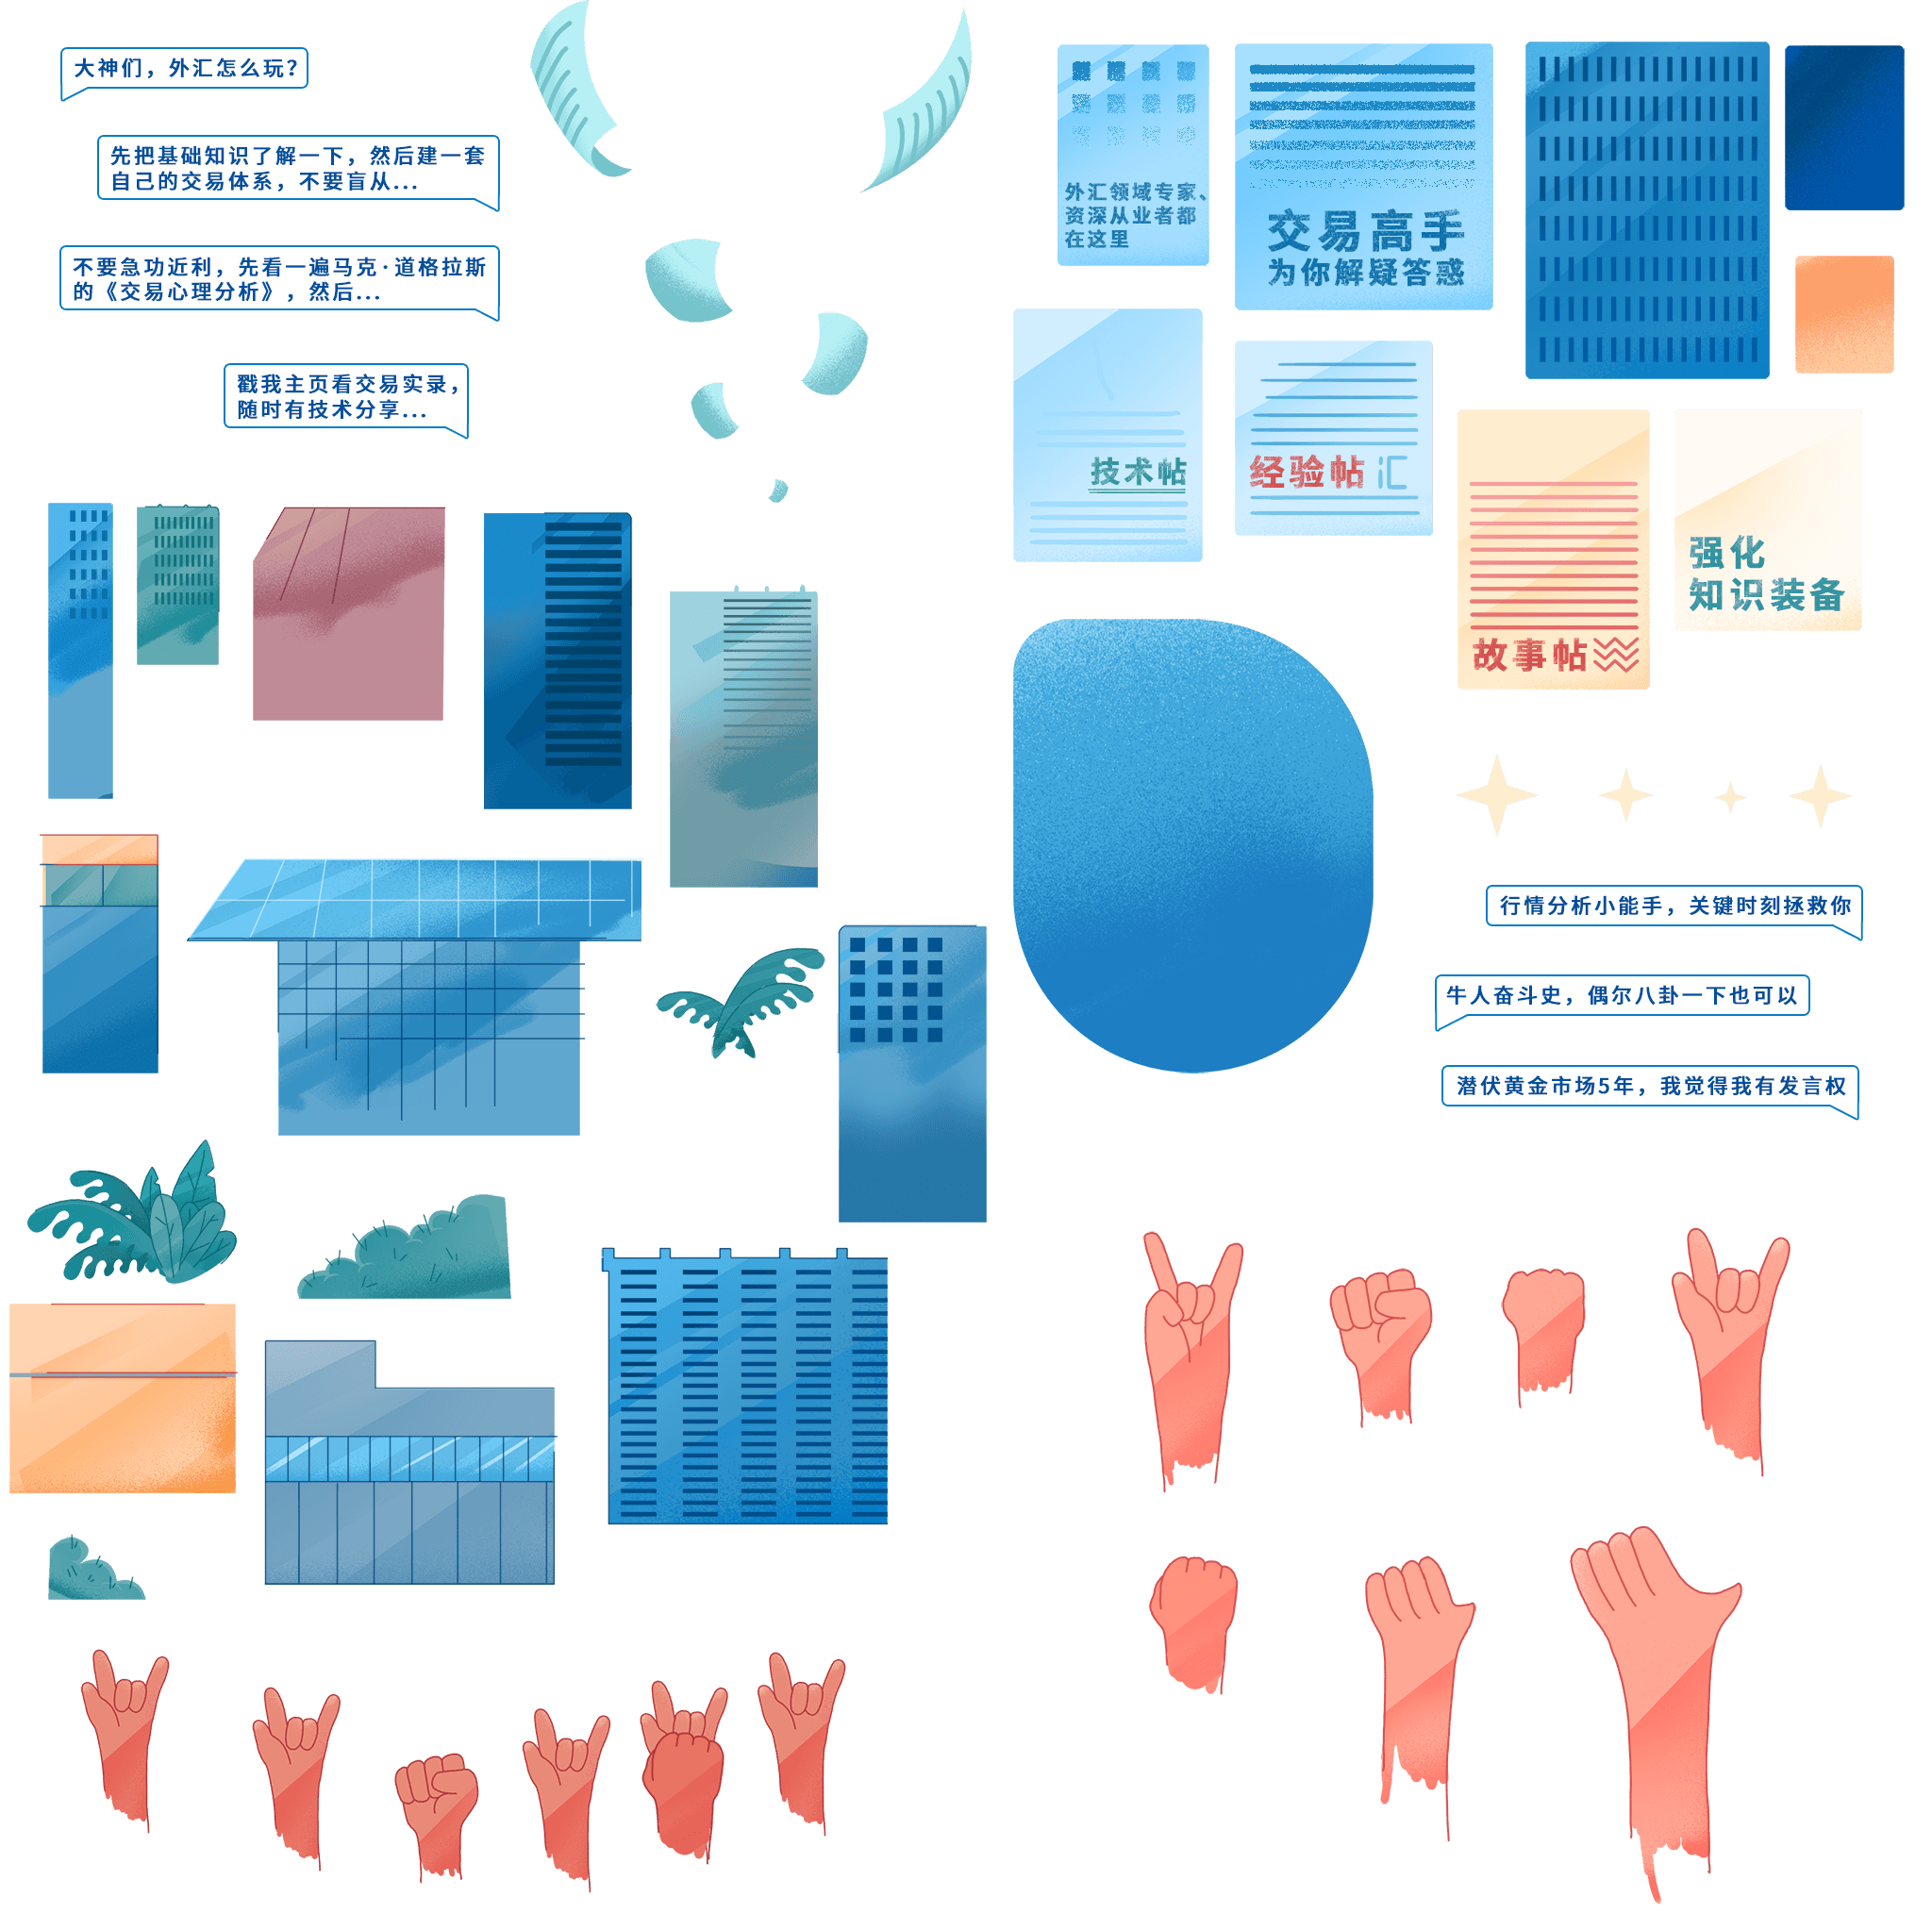 大神们，外汇怎么玩？
先把基础知识了解一下，然后建一套
自己的交易体系，不要盲从...
不要急功近利，先看一遍马克·道格拉斯
的《交易心理分析》，然后...
戳我主页看交易实录，
随时有技术分享...
外汇领域专家、
资深从业者都
在这里
交易高手
为你解疑答惑
技术帖
经验帖 汇
故事帖
强化
知识装备
行情分析小能手，关键时刻拯救你
牛人奋斗史，偶尔八卦一下也可以
潜伏黄金市场5年，我觉得我有发言权